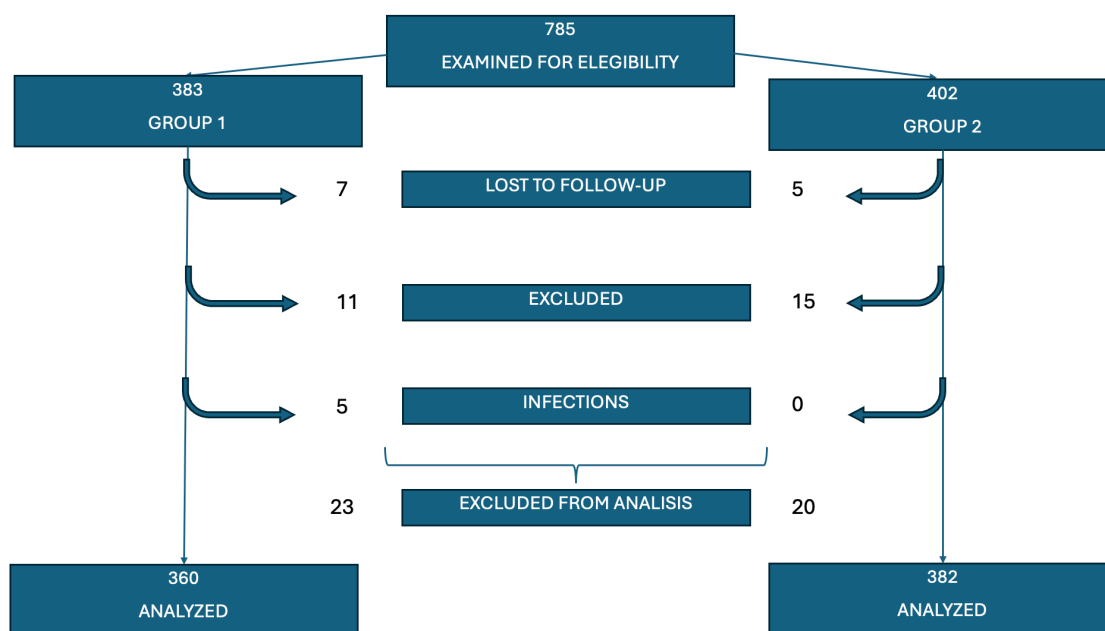 785
EXAMINED FOR ELEGIBILITY
383
GROUP 1
402
GROUP 2
7
LOST TO FOLLOW-UP
5
11
EXCLUDED
15
5
INFECTIONS
0
23
EXCLUDED FROM ANALISIS
20
360
ANALYZED
382
ANALYZED